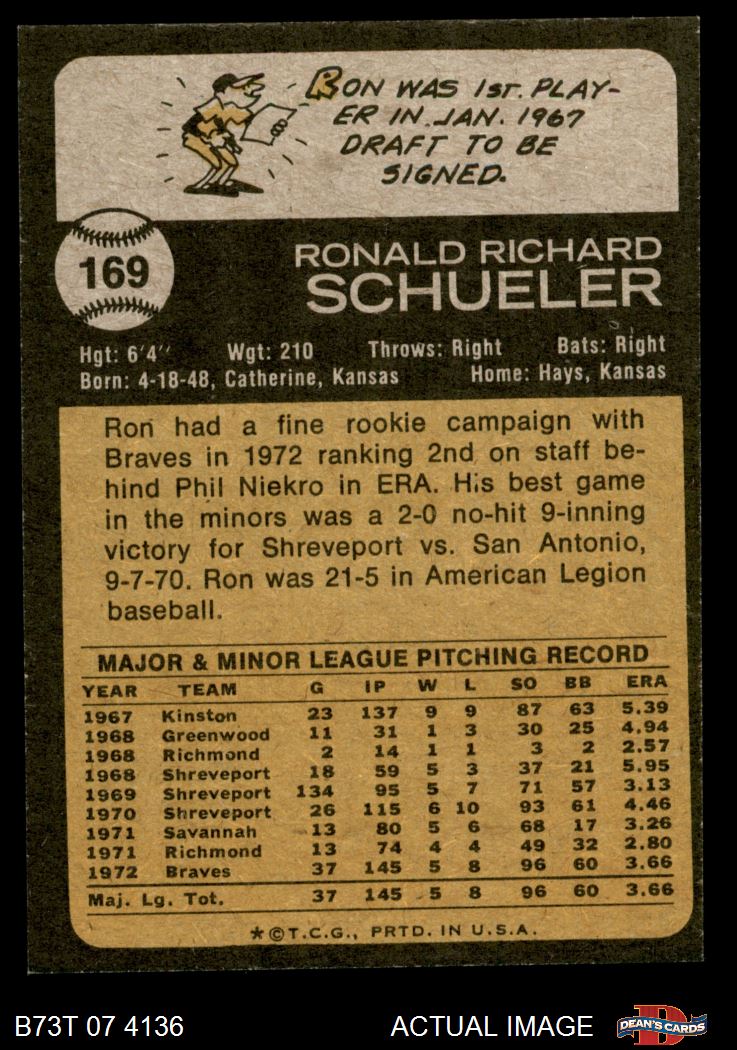 RON WAS 1ST. PLAY-
ER IN JAN. 1967
DRAFT TO BE
SIGNED.
169
RONALD RICHARD
SCHUELER
Hgt: 6'4" Wgt: 210 Throws: Right Bats: Right
Born: 4-18-48, Catherine, Kansas Home: Hays, Kansas
Ron had a fine rookie campaign with
Braves in 1972 ranking 2nd on staff be-
hind Phil Niekro in ERA. His best game
in the minors was a 2-0 no-hit 9-inning
victory for Shreveport vs. San Antonio,
9-7-70. Ron was 21-5 in American Legion
baseball.
MAJOR & MINOR LEAGUE PITCHING RECORD
YEAR TEAM G IP W L SO BB ERA
1967 Kinston 23 137 9 9 87 63 5.39
1968 Greenwood 11 31 1 3 30 25 4.94
1968 Richmond 2 14 1 1 3 2 2.57
1968 Shreveport 18 59 5 3 37 21 5.95
1969 Shreveport 134 95 5 7 71 57 3.13
1970 Shreveport 26 115 6 10 93 61 4.46
1971 Savannah 13 80 5 6 68 17 3.26
1971 Richmond 13 74 4 4 49 32 2.80
1972 Braves 37 145 5 8 96 60 3.66
Maj. Lg. Tot. 37 145 5 8 96 60 3.66
*©T.C.G., PRTD. IN U.S.A.
B73T 07 4136 ACTUAL IMAGE D DEAN'S CARDS